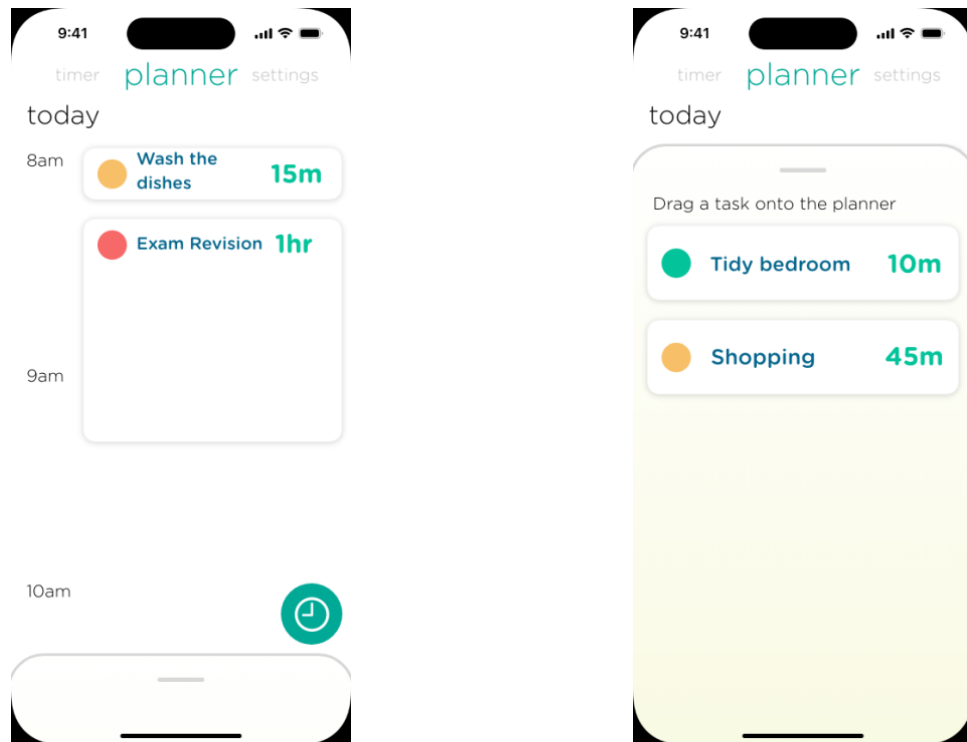 9:41
timer planner settings
today
8am
Wash the
dishes
15m
Exam Revision 1hr
9am
10am
9:41
timer planner settings
today
Drag a task onto the planner
Tidy bedroom 10m
Shopping 45m